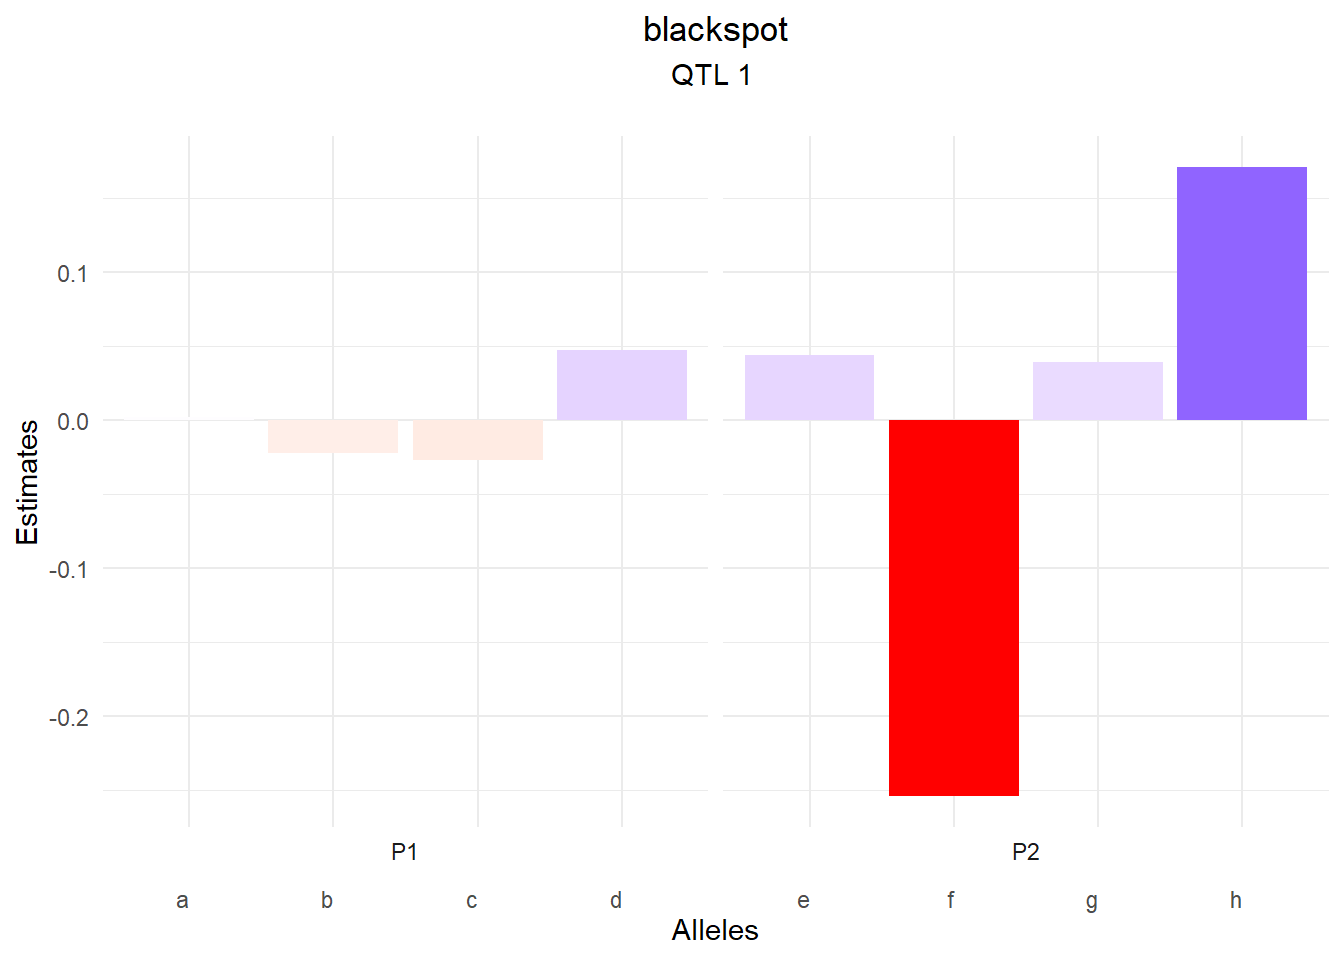 blackspot
QTL 1
Estimates
0.1
0.0
-0.1
-0.2
P1 P2
a b c d e f g h
Alleles